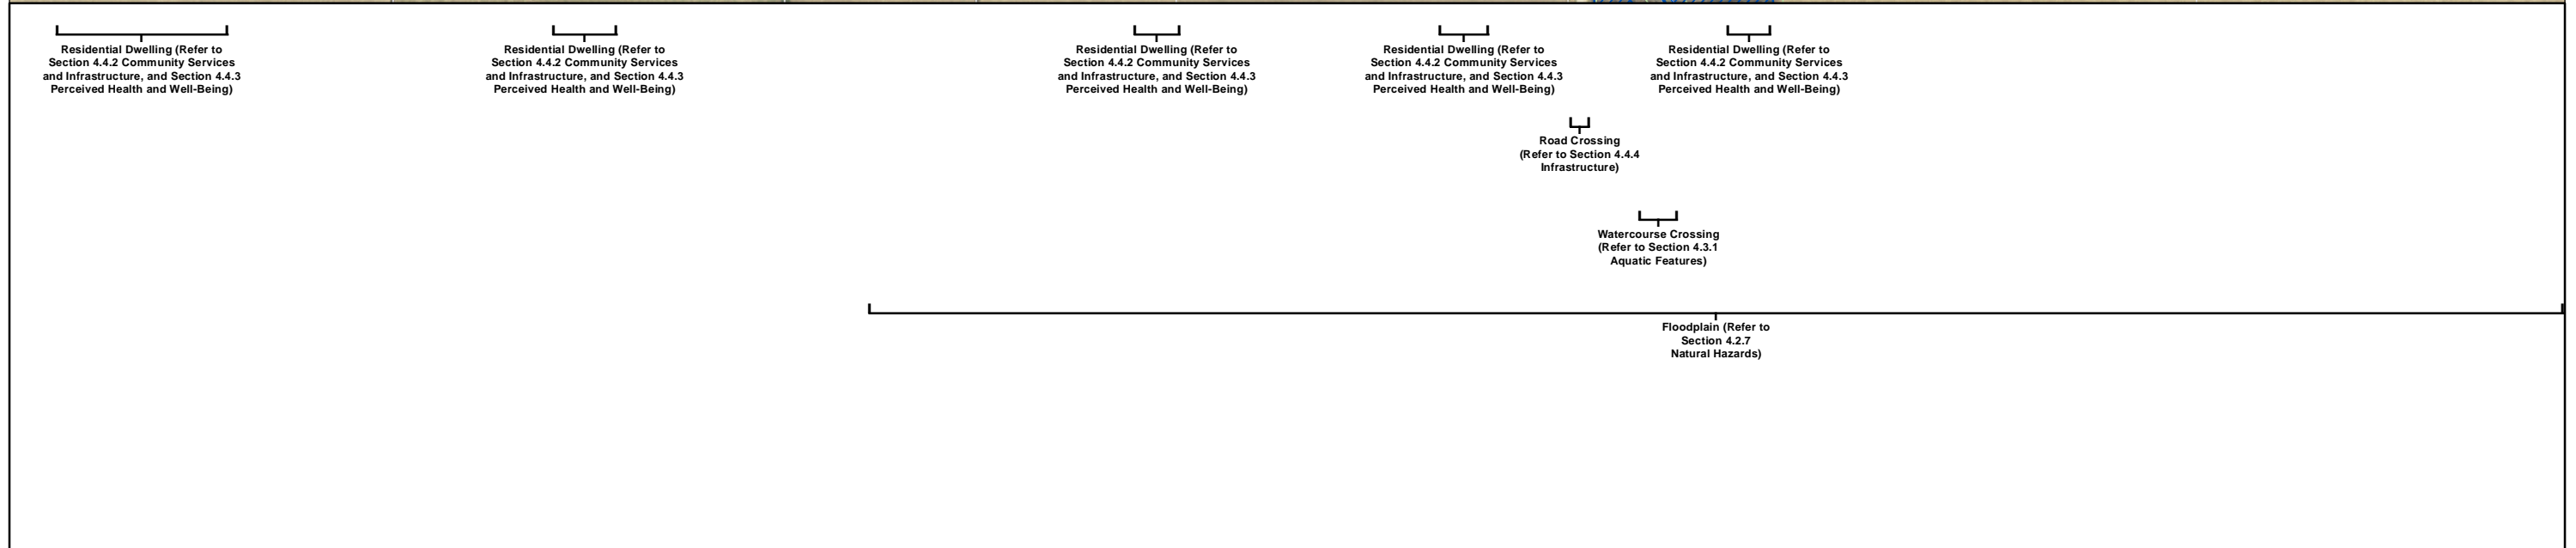 Residential Dwelling (Refer to
Section 4.4.2 Community Services
and Infrastructure, and Section 4.4.3
Perceived Health and Well-Being)
Residential Dwelling (Refer to
Section 4.4.2 Community Services
and Infrastructure, and Section 4.4.3
Perceived Health and Well-Being)
Residential Dwelling (Refer to
Section 4.4.2 Community Services
and Infrastructure, and Section 4.4.3
Perceived Health and Well-Being)
Residential Dwelling (Refer to
Section 4.4.2 Community Services
and Infrastructure, and Section 4.4.3
Perceived Health and Well-Being)
Residential Dwelling (Refer to
Section 4.4.2 Community Services
and Infrastructure, and Section 4.4.3
Perceived Health and Well-Being)
Road Crossing
(Refer to Section 4.4.4
Infrastructure)
Watercourse Crossing
(Refer to Section 4.3.1
Aquatic Features)
Floodplain (Refer to
Section 4.2.7
Natural Hazards)